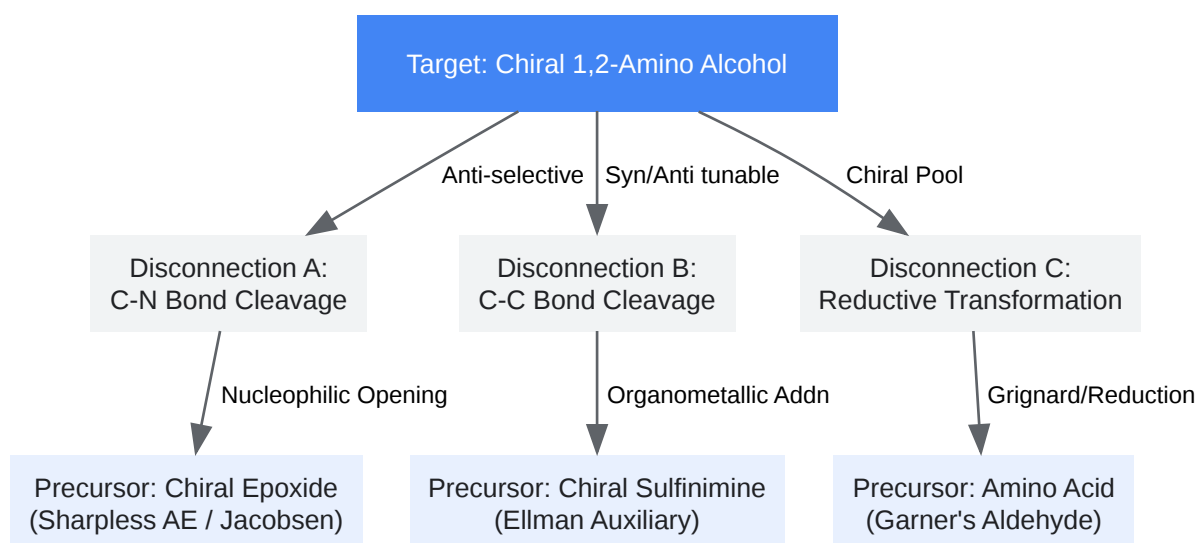 Target: Chiral 1,2-Amino Alcohol
Anti-selective
Syn/Anti tunable
Chiral Pool
Disconnection A:
C-N Bond Cleavage
Disconnection B:
C-C Bond Cleavage
Disconnection C:
Reductive Transformation
Nucleophilic Opening
Organometallic Addn
Grignard/Reduction
Precursor: Chiral Epoxide
(Sharpless AE / Jacobsen)
Precursor: Chiral Sulfinimine
(Ellman Auxiliary)
Precursor: Amino Acid
(Garner's Aldehyde)